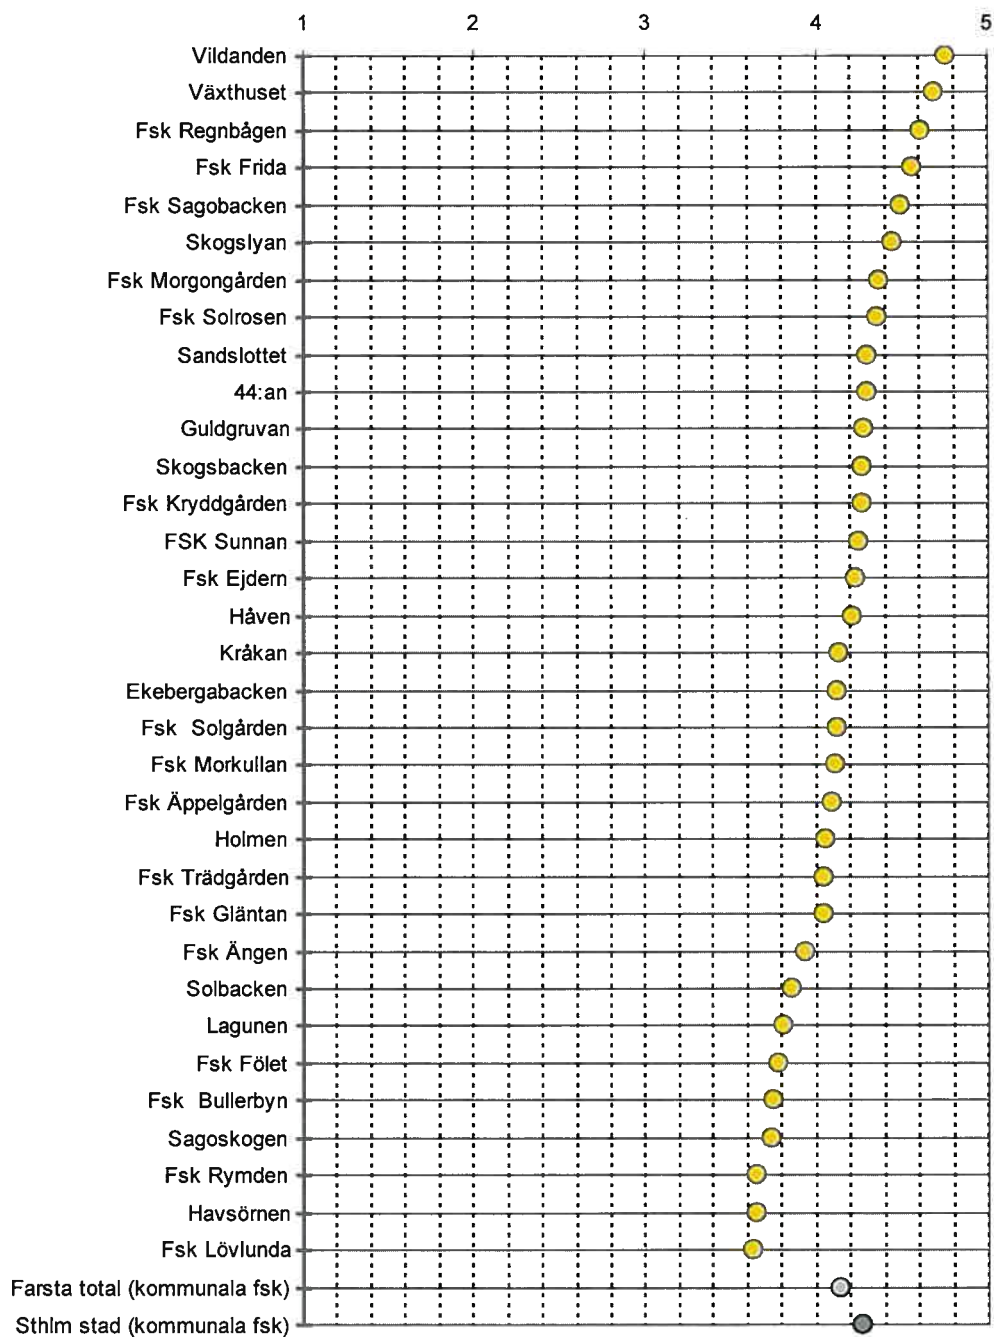 1 2 3 4 5
Vildanden
Växthuset
Fsk Regnbågen
Fsk Frida
Fsk Sagobacken
Skogslyan
Fsk Morgongården
Fsk Solrosen
Sandslottet
44:an
Guldgruvan
Skogsbacken
Fsk Kryddgården
FSK Sunnan
Fsk Ejdern
Håven
Kråkan
Ekebergabacken
Fsk  Solgården
Fsk Morkullan
Fsk Äppelgården
Holmen
Fsk Trädgården
Fsk Gläntan
Fsk Ängen
Solbacken
Lagunen
Fsk Fölet
Fsk  Bullerbyn
Sagoskogen
Fsk Rymden
Havsörnen
Fsk Lövlunda
Farsta total (kommunala fsk)
Sthlm stad (kommunala fsk)